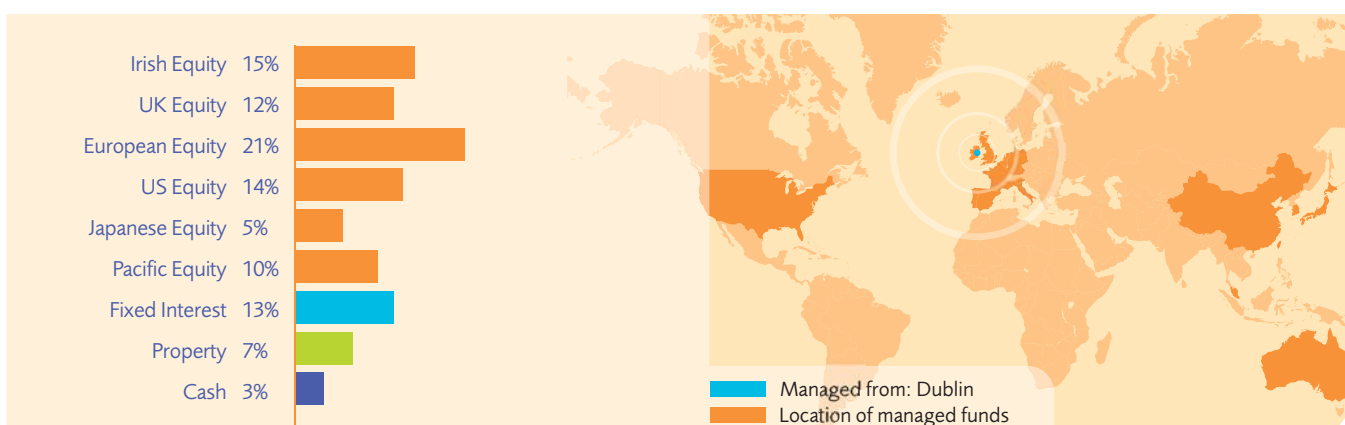 Irish Equity 15%
UK Equity 12%
European Equity 21%
US Equity 14%
Japanese Equity 5%
Pacific Equity 10%
Fixed Interest 13%
Property 7%
Cash 3%
Managed from: Dublin
Location of managed funds